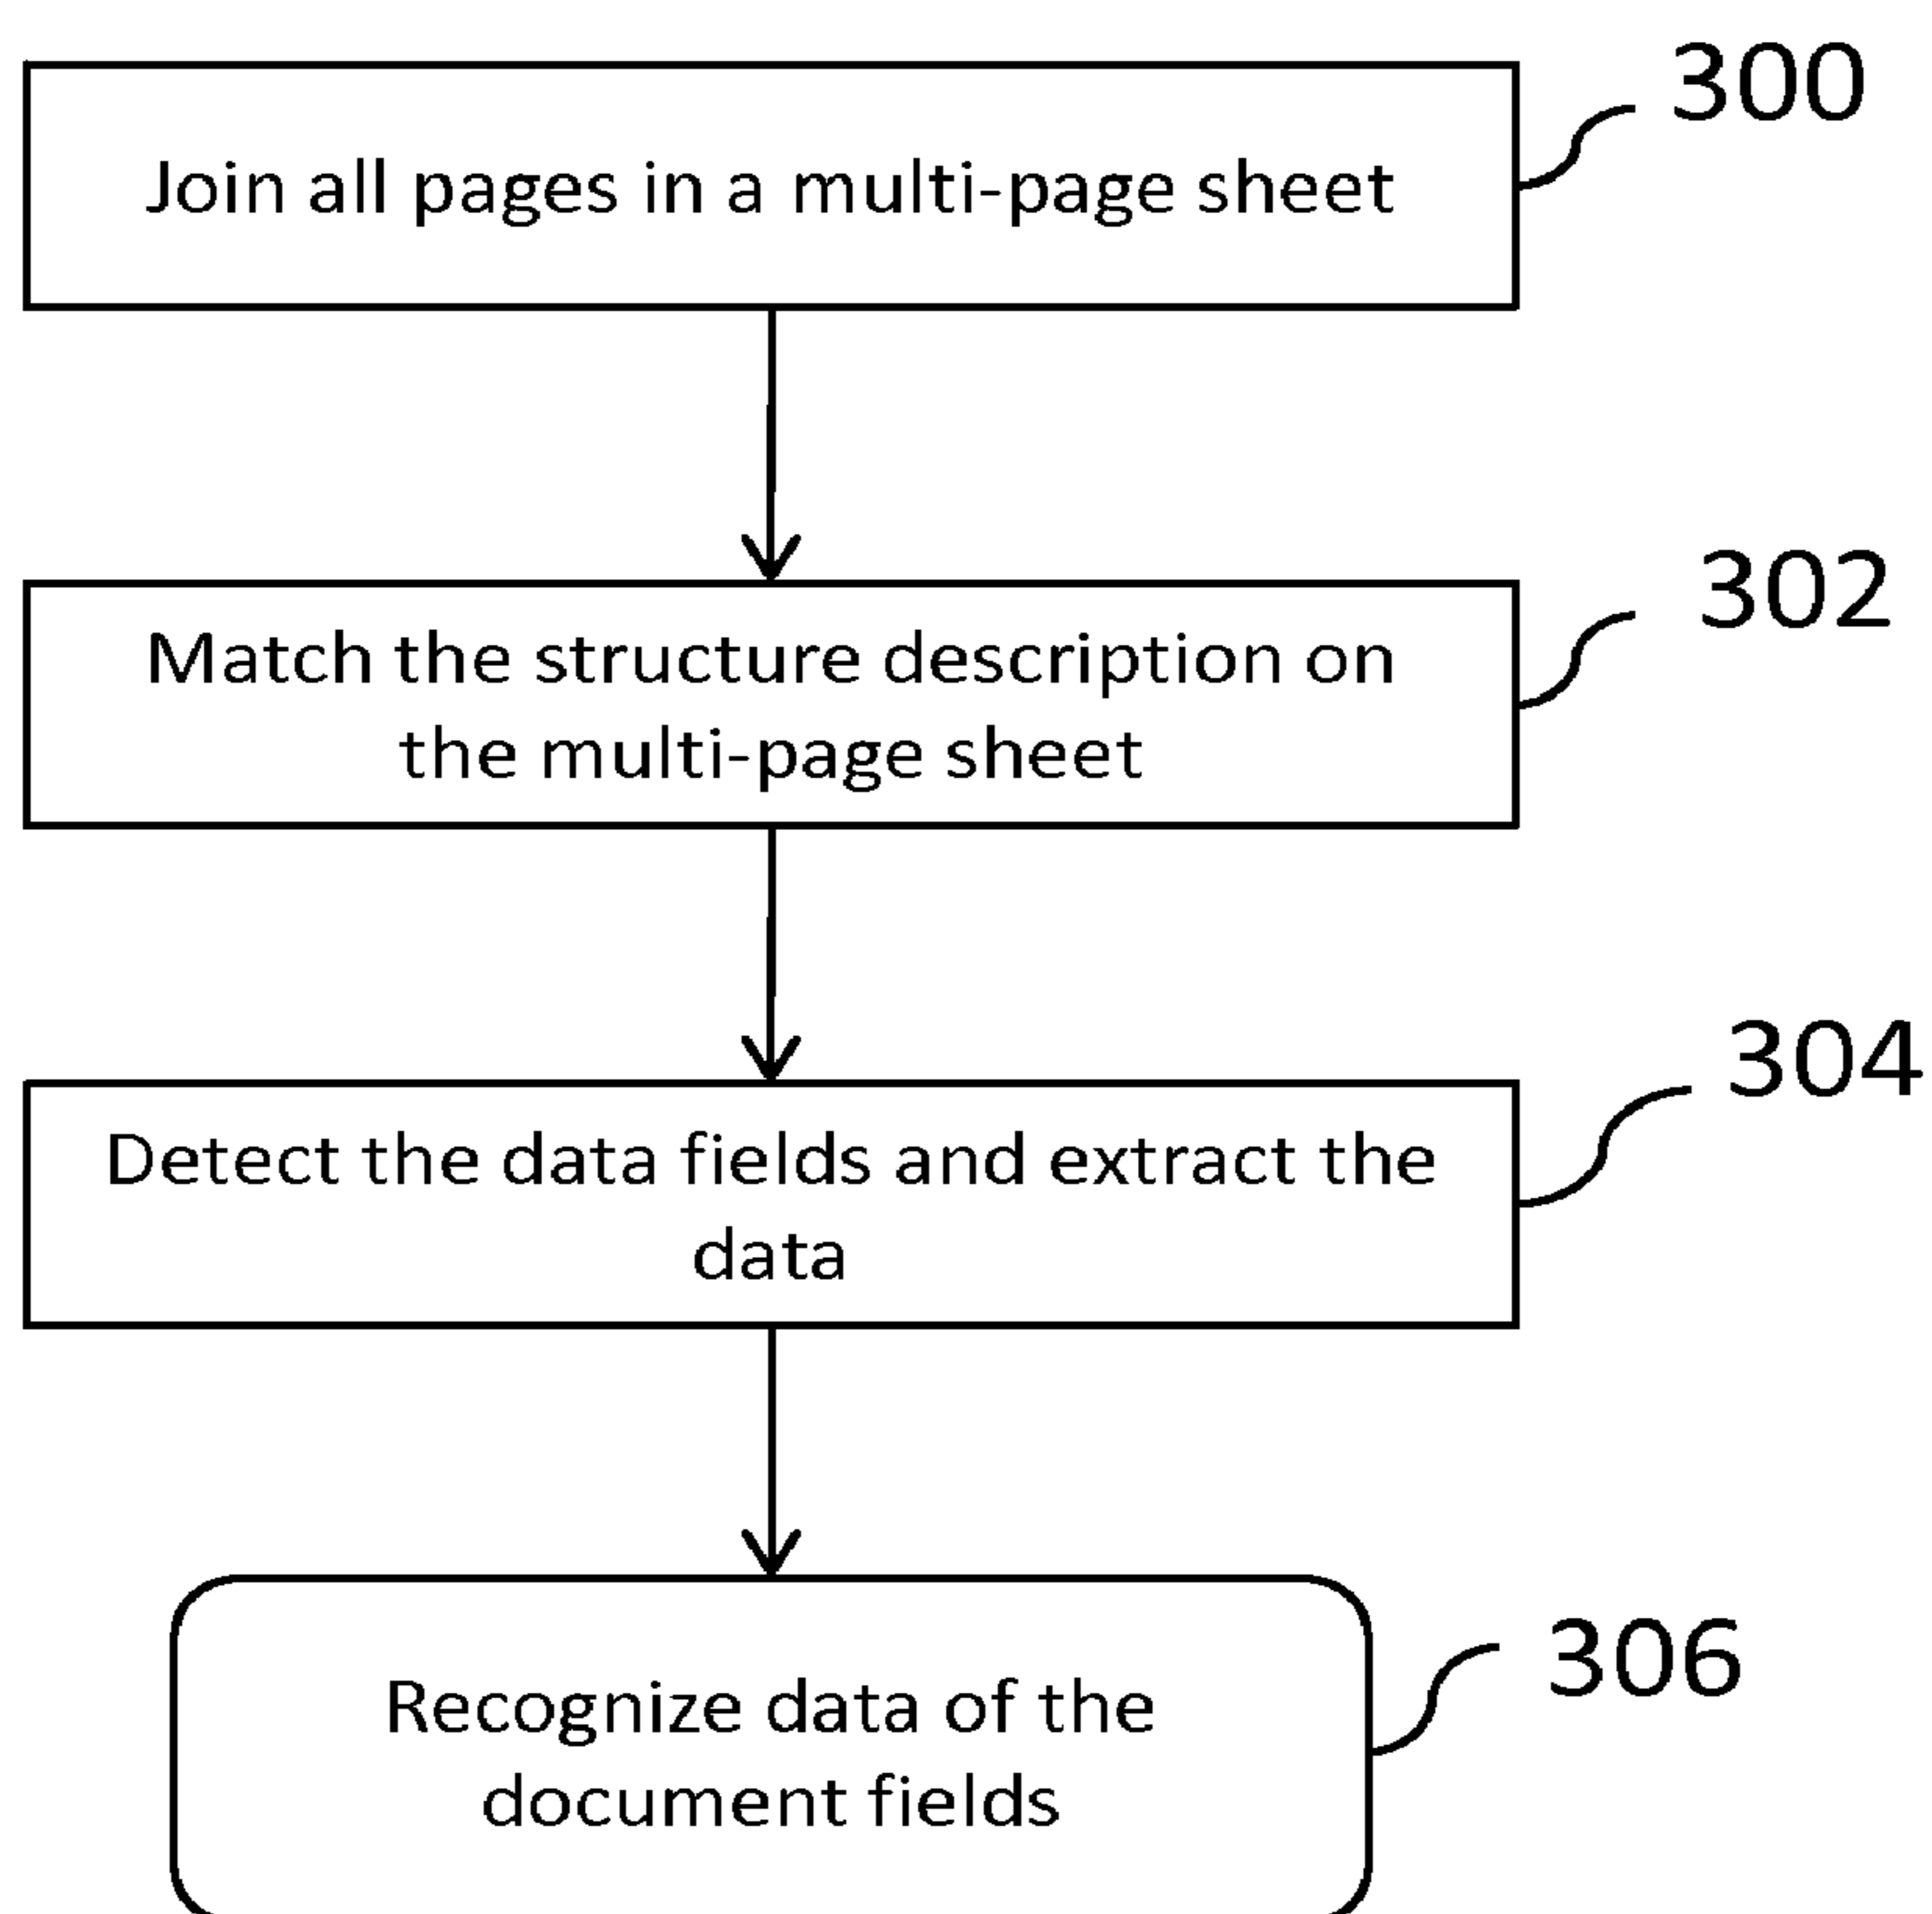 300
Join all pages in a multi-page sheet
302
Match the structure description on
the multi-page sheet
304
Detect the data fields and extract the
data
306
Recognize data of the
document fields